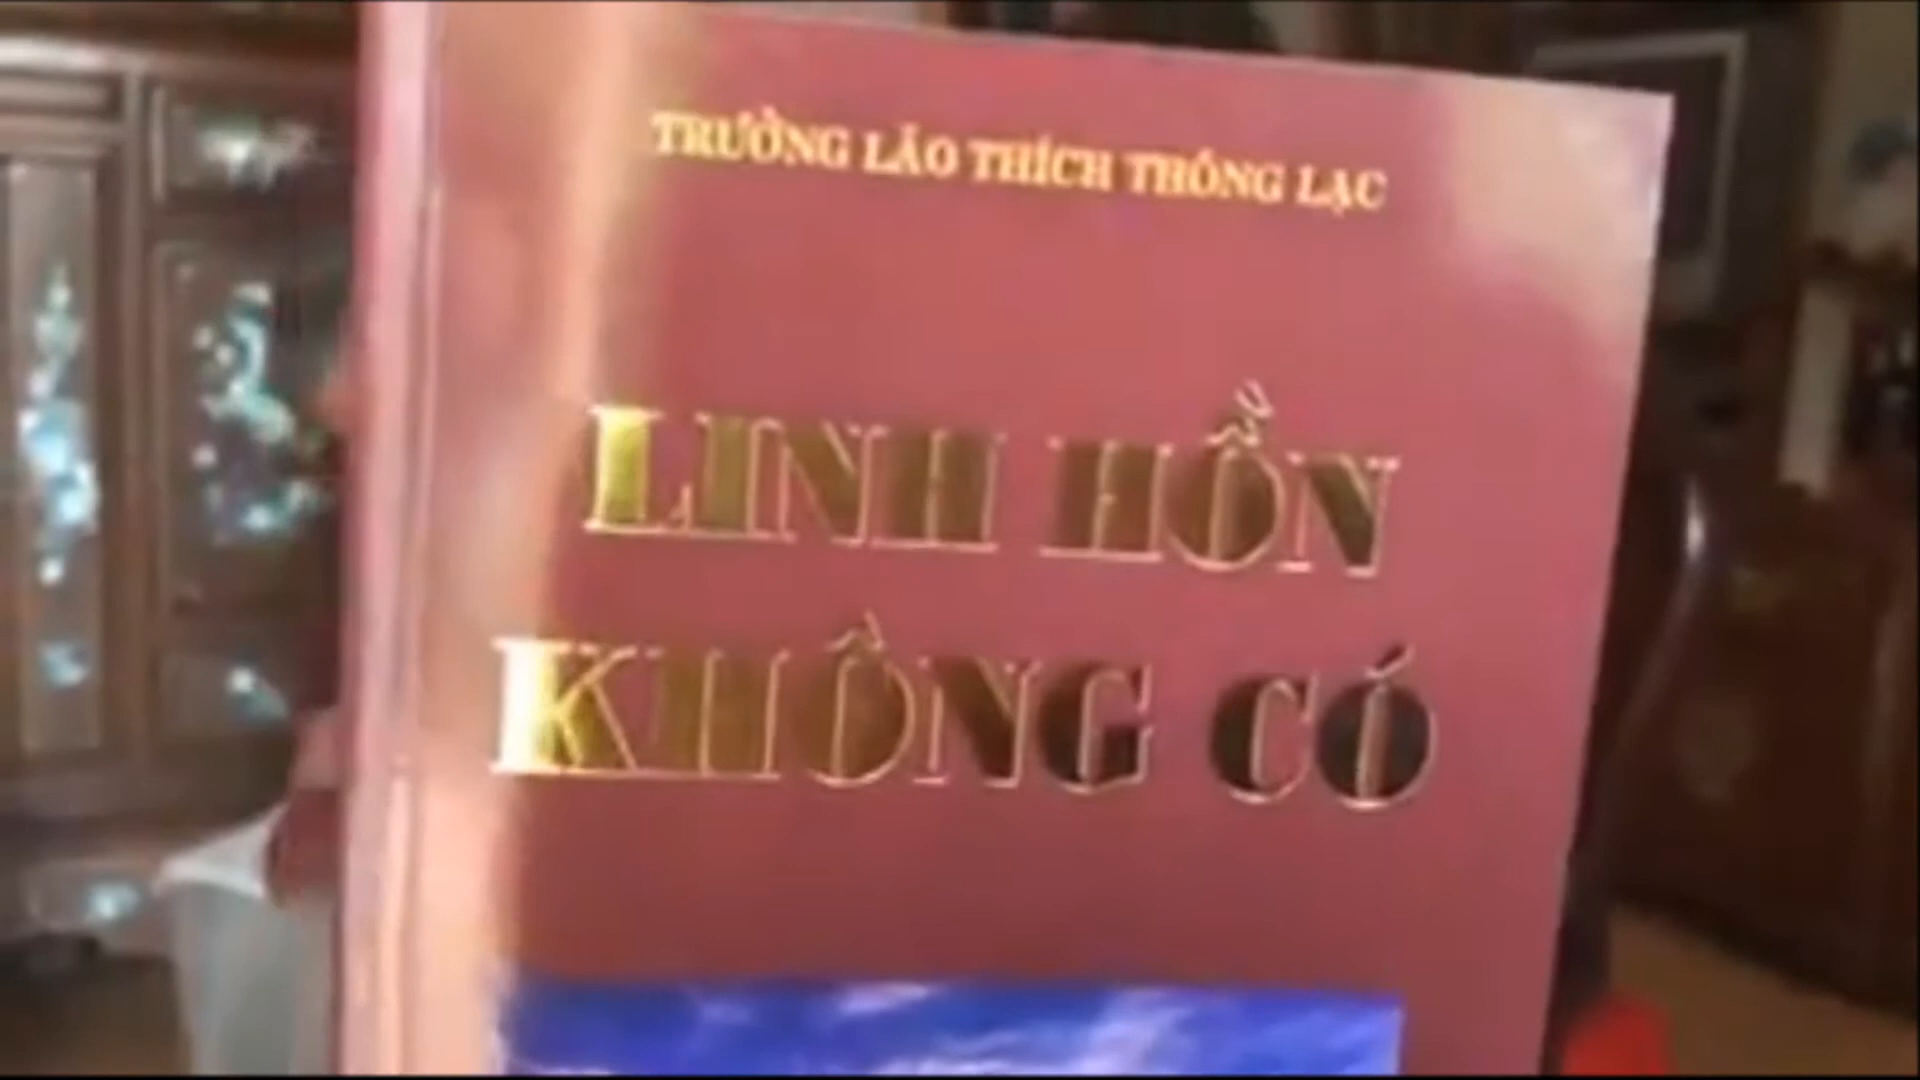 TRƯỞNG LÃO THÍCH THÔNG LẠC
LINH HỒN
KHÔNG CÓ